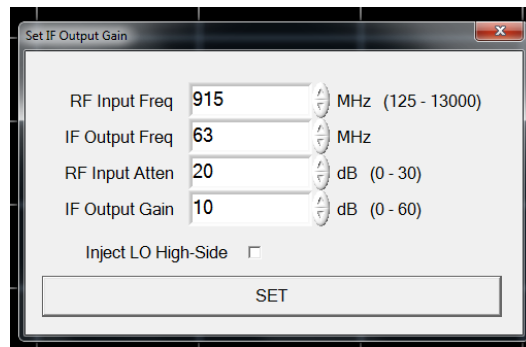 Set IF Output Gain
RF Input Freq 915 MHz (125 - 13000)
IF Output Freq 63 MHz
RF Input Atten 20 dB (0 - 30)
IF Output Gain 10 dB (0 - 60)
Inject LO High-Side
SET